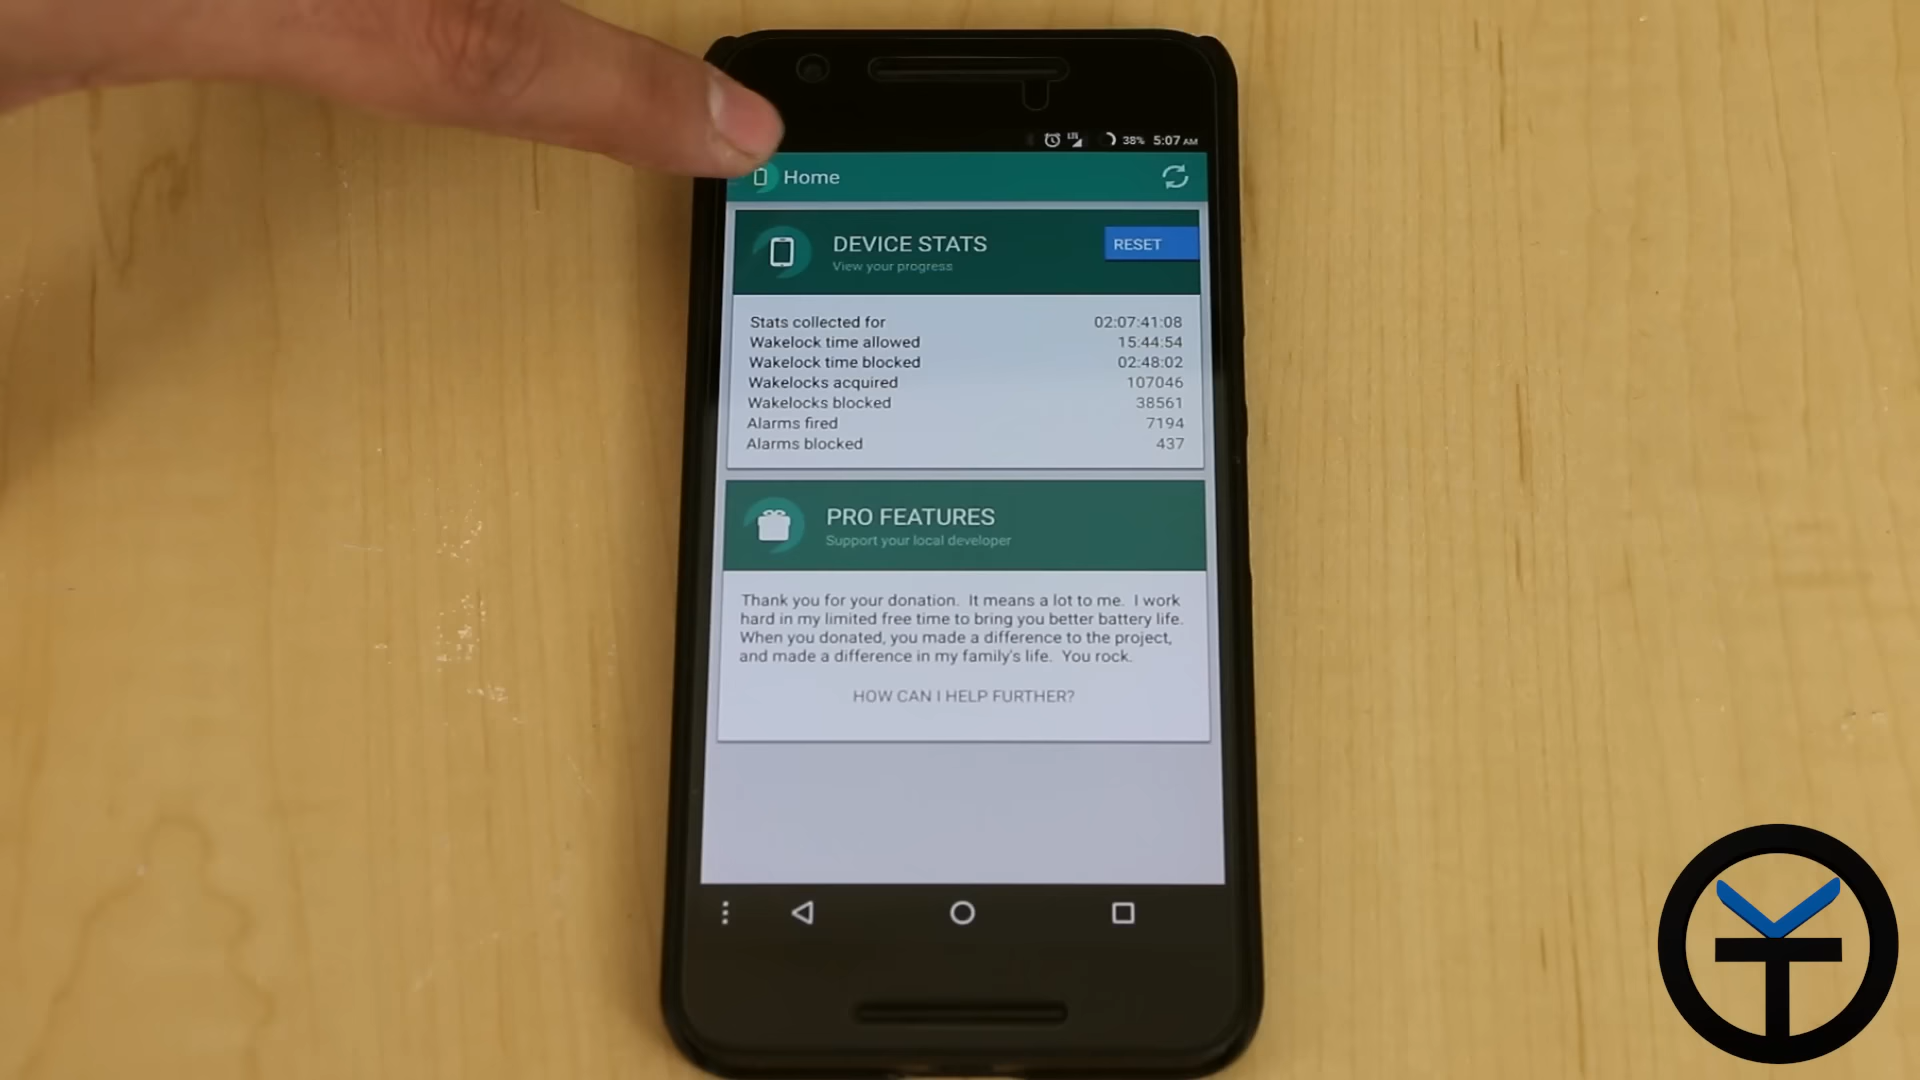 LTE 38% 5:07 AM
Home
DEVICE STATS
View your progress
RESET
Stats collected for 02:07:41:08
Wakelock time allowed 15:44:54
Wakelock time blocked 02:48:02
Wakelocks acquired 107046
Wakelocks blocked 38561
Alarms fired 7194
Alarms blocked 437
PRO FEATURES
Support your local developer
Thank you for your donation. It means a lot to me. I work
hard in my limited free time to bring you better battery life.
When you donated, you made a difference to the project,
and made a difference in my family's life. You rock.
HOW CAN I HELP FURTHER?